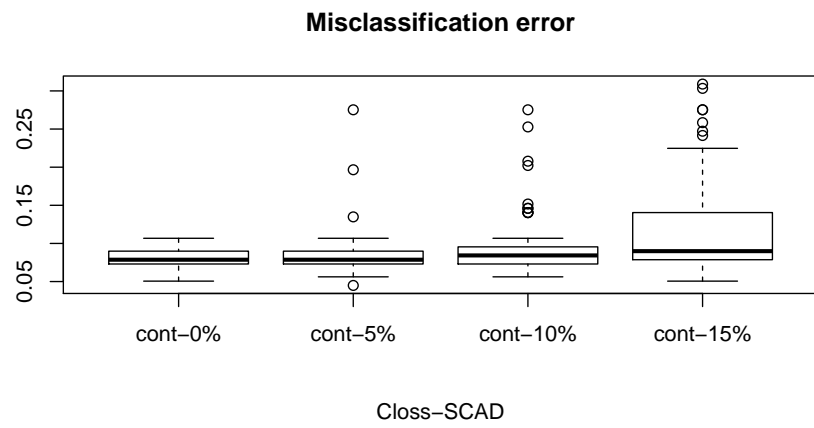 Misclassification error
0.25
0.15
0.05
cont−0% cont−5% cont−10% cont−15%
Closs−SCAD